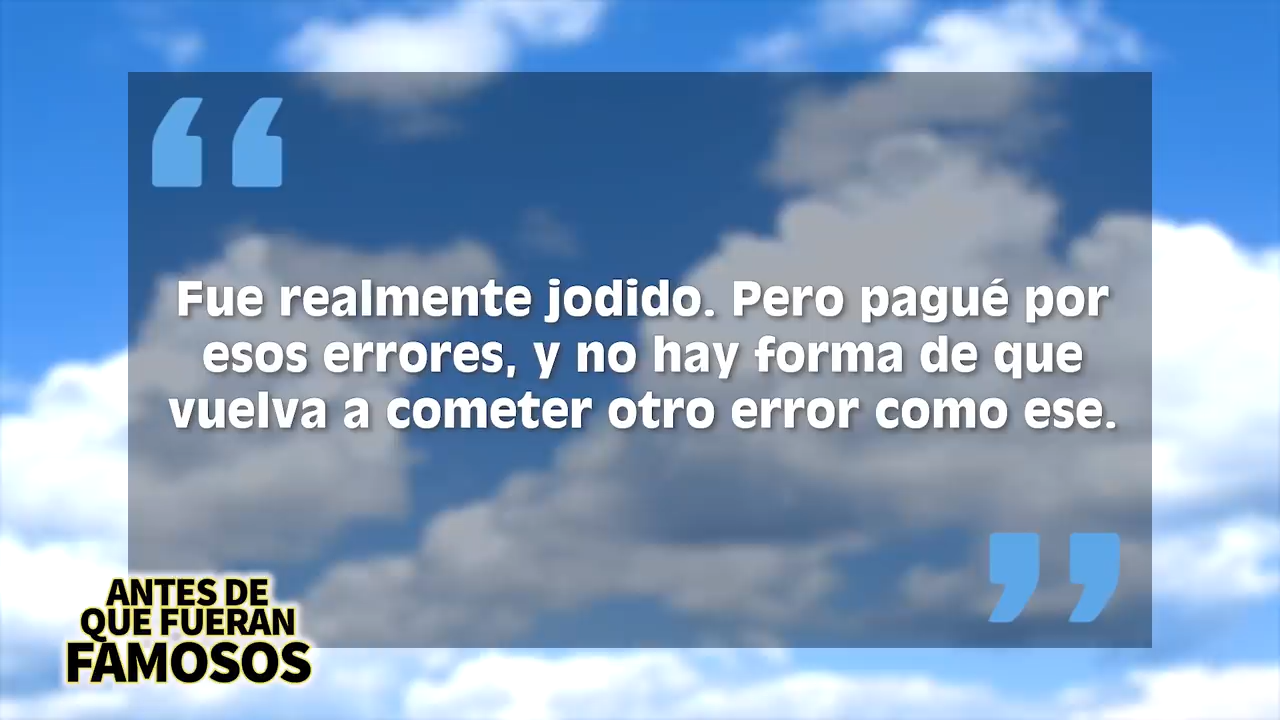 “
Fue realmente jodido. Pero pagué por
esos errores, y no hay forma de que
vuelva a cometer otro error como ese.
”
ANTES DE
QUE FUERAN
FAMOSOS